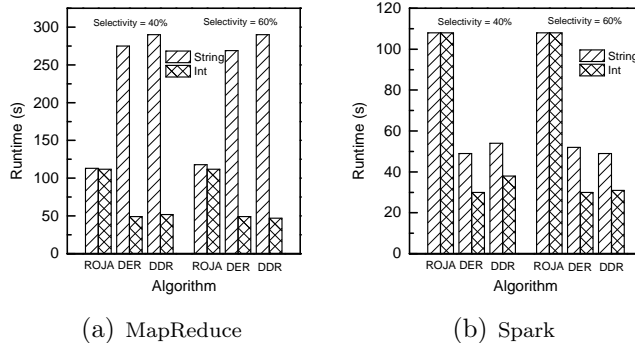 300
250
200
150
100
50
0
Runtime (s)
Selectivity = 40%
Selectivity = 60%
String
Int
ROJA DER DDR ROJA DER DDR
Algorithm
(a) MapReduce
120
100
80
60
40
20
0
Runtime (s)
Selectivity = 40%
Selectivity = 60%
String
Int
ROJA DER DDR ROJA DER DDR
Algorithm
(b) Spark